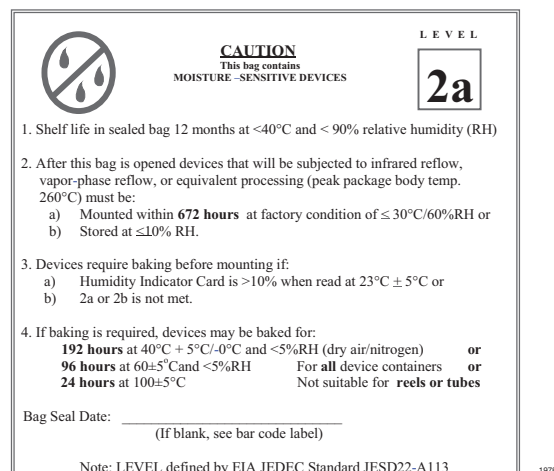 LEVEL
CAUTION
This bag contains
MOISTURE –SENSITIVE DEVICES
2a
1. Shelf life in sealed bag 12 months at <40°C and < 90% relative humidity (RH)
2. After this bag is opened devices that will be subjected to infrared reflow,
vapor-phase reflow, or equivalent processing (peak package body temp.
260°C) must be:
a) Mounted within 672 hours at factory condition of ≤ 30°C/60%RH or
b) Stored at ≤10% RH.
3. Devices require baking before mounting if:
a) Humidity Indicator Card is >10% when read at 23°C ± 5°C or
b) 2a or 2b is not met.
4. If baking is required, devices may be baked for:
192 hours at 40°C + 5°C/-0°C and <5%RH (dry air/nitrogen) or
96 hours at 60±5°Cand <5%RH For all device containers or
24 hours at 100±5°C Not suitable for reels or tubes
Bag Seal Date: ____________________
(If blank, see bar code label)
Note: LEVEL defined by EIA JEDEC Standard JESD22-A113